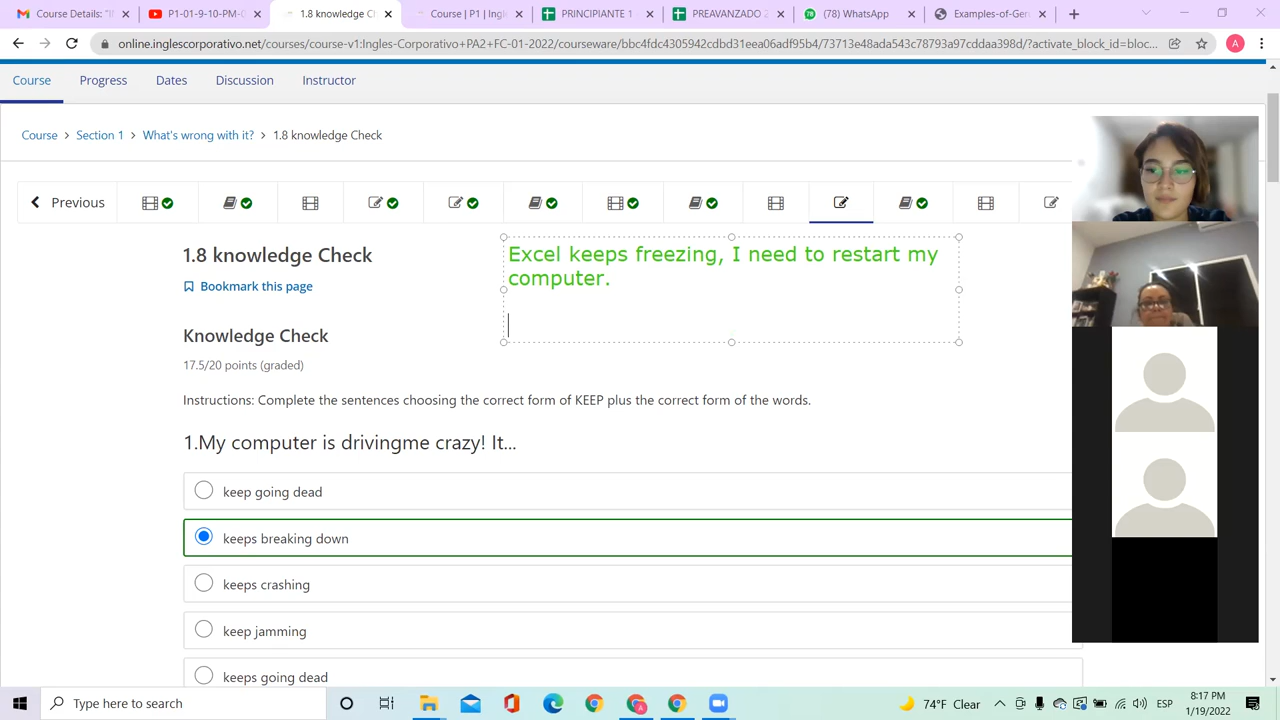 Course Details: "I
P1-01-9-10-PM-C
1.8 knowledge Ch
Course | P1 | Ingle
PRINCIPIANTE 1
PREAVANZADO 2
(78) WhatsApp
Examples-of-Ger
online.inglescorporativo.net/courses/course-v1:Ingles-Corporativo+PA2+FC-01-2022/courseware/bbc4fdc4305942cdbd31eea06adf95b4/73713e48ada543c78793a97efdaa398d/?activate_block_id=bloc...
A
Course
Progress
Dates
Discussion
Instructor
Course > Section 1 > What's wrong with it? > 1.8 knowledge Check
Previous
1.8 knowledge Check
Excel keeps freezing, I need to restart my
computer.
Bookmark this page
Knowledge Check
17.5/20 points (graded)
Instructions: Complete the sentences choosing the correct form of KEEP plus the correct form of the words.
1.My computer is drivingme crazy! It...
keep going dead
keeps breaking down
keeps crashing
keep jamming
keeps going dead
Type here to search
74°F Clear
ESP
8:17 PM
1/19/2022